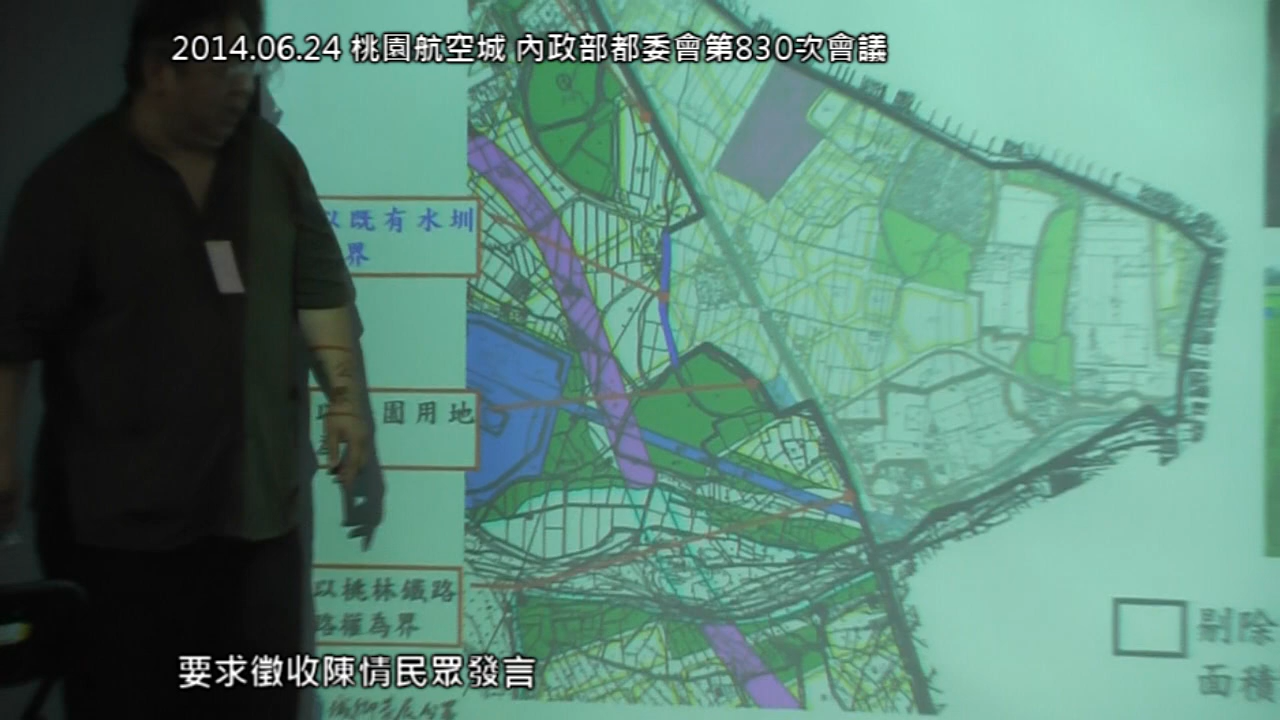 2014.06.24 桃園航空城 內政部都委會第830次會議
以既有水圳
界
園用地
以桃林鐵路
路權為界
剔除
面積
要求徵收陳情民眾發言